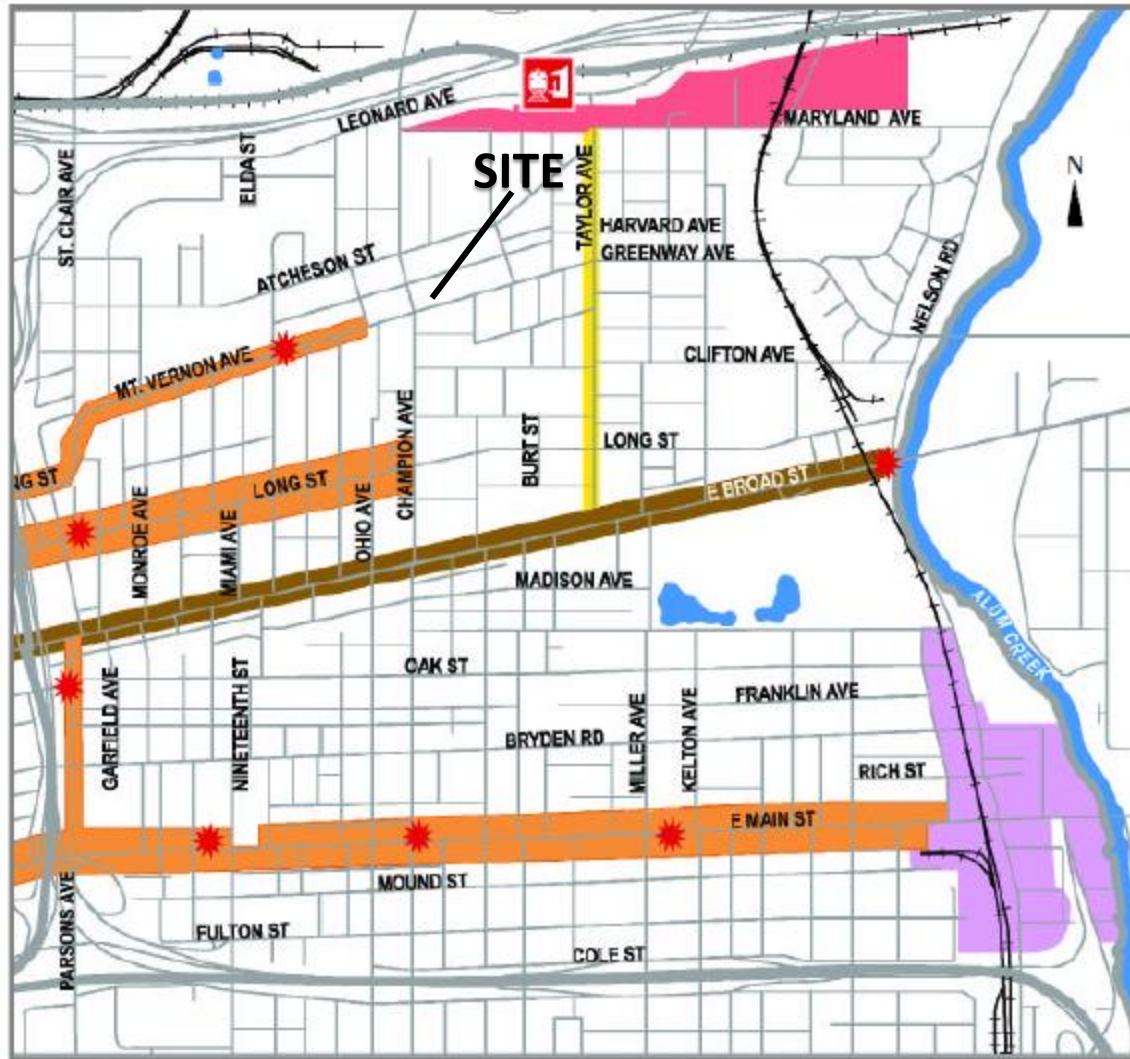 LEONARD AVE
MARYLAND AVE
ST. CLAIR AVE
ELDA ST
SITE
TAYLOR AVE
N
HARVARD AVE
GREENWAY AVE
ATCHESON ST
NELSON RD
MT. VERNON AVE
CLIFTON AVE
CHAMPION AVE
BURT ST
LONG ST
NG ST
LONG ST
E BROAD ST
MONROE AVE
MIAMI AVE
OHIO AVE
MADISON AVE
ALUM CREEK
OAK ST
GARFIELD AVE
NINETEENTH ST
FRANKLIN AVE
MILLER AVE
KELTON AVE
BRYDEN RD
RICH ST
E MAIN ST
MOUND ST
PARSONS AVE
FULTON ST
COLE ST